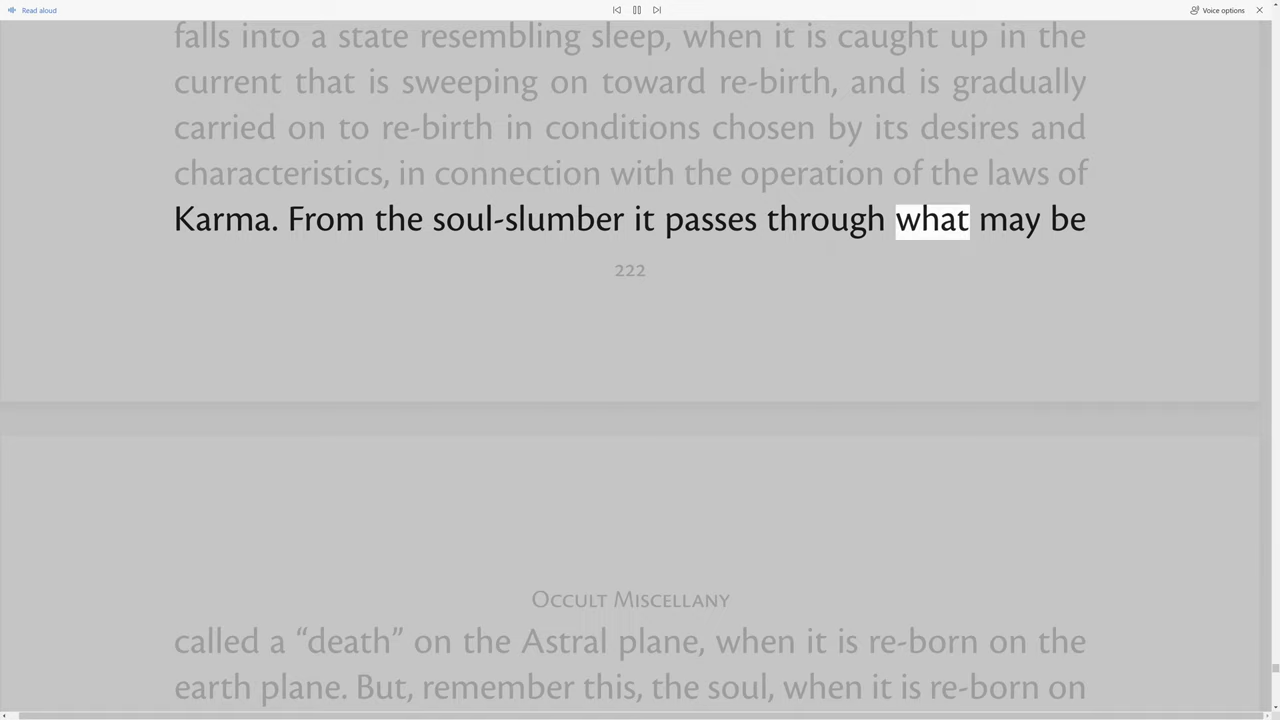 Read aloud
Voice options
falls into a state resembling sleep, when it is caught up in the
current that is sweeping on toward re-birth, and is gradually
carried on to re-birth in conditions chosen by its desires and
characteristics, in connection with the operation of the laws of
Karma. From the soul-slumber it passes through what may be
222
Occult Miscellany
called a “death” on the Astral plane, when it is re-born on the
earth plane. But, remember this, the soul, when it is re-born on